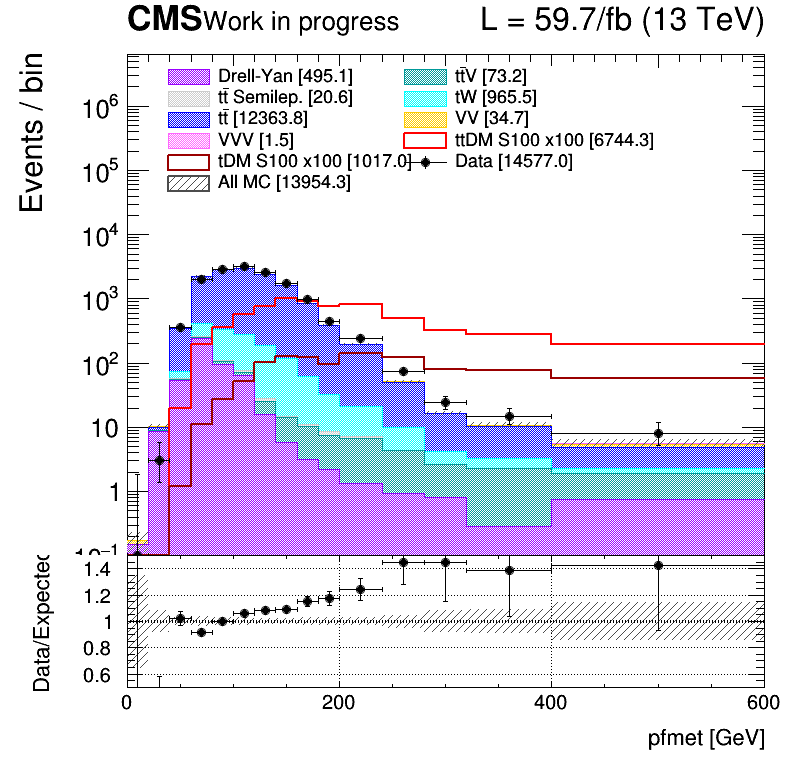 CMS Work in progress L = 59.7/fb (13 TeV)
Events / bin
Drell-Yan [495.1] tt̄V [73.2]
tt̄ Semilep. [20.6] tW [965.5]
tt̄ [12363.8] VV [34.7]
VVV [1.5] ttDM S100 x100 [6744.3]
tDM S100 x100 [1017.0] Data [14577.0]
All MC [13954.3]
10⁶
10⁵
10⁴
10³
10²
10
1
10⁻¹
Data/Expected
1.4
1.2
1
0.8
0.6
0 200 400 600
pfmet [GeV]